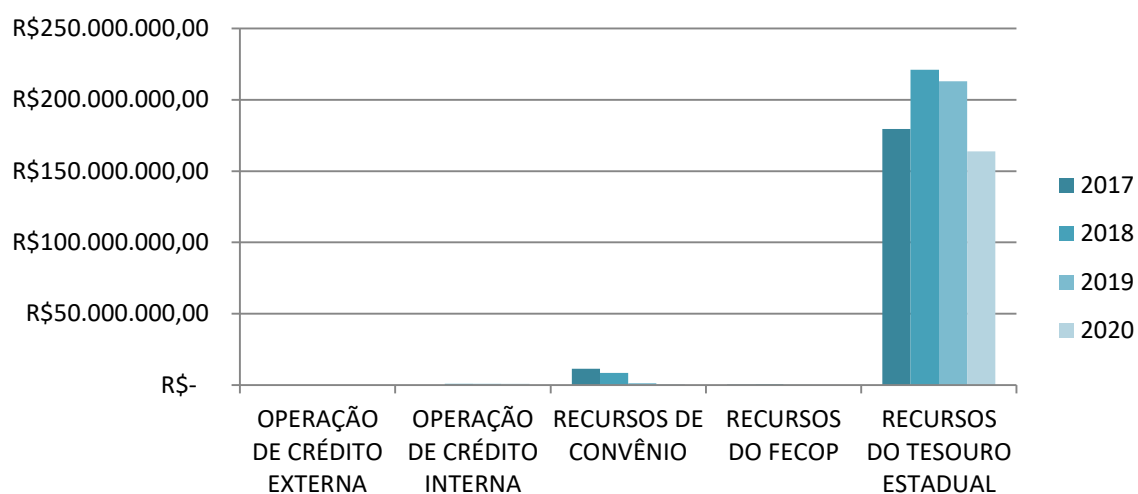 R$250.000.000,00
R$200.000.000,00
R$150.000.000,00
R$100.000.000,00
R$50.000.000,00
R$-
OPERAÇÃO
DE CRÉDITO
EXTERNA
OPERAÇÃO
DE CRÉDITO
INTERNA
RECURSOS DE
CONVÊNIO
RECURSOS
DO FECOP
RECURSOS
DO TESOURO
ESTADUAL
2017
2018
2019
2020